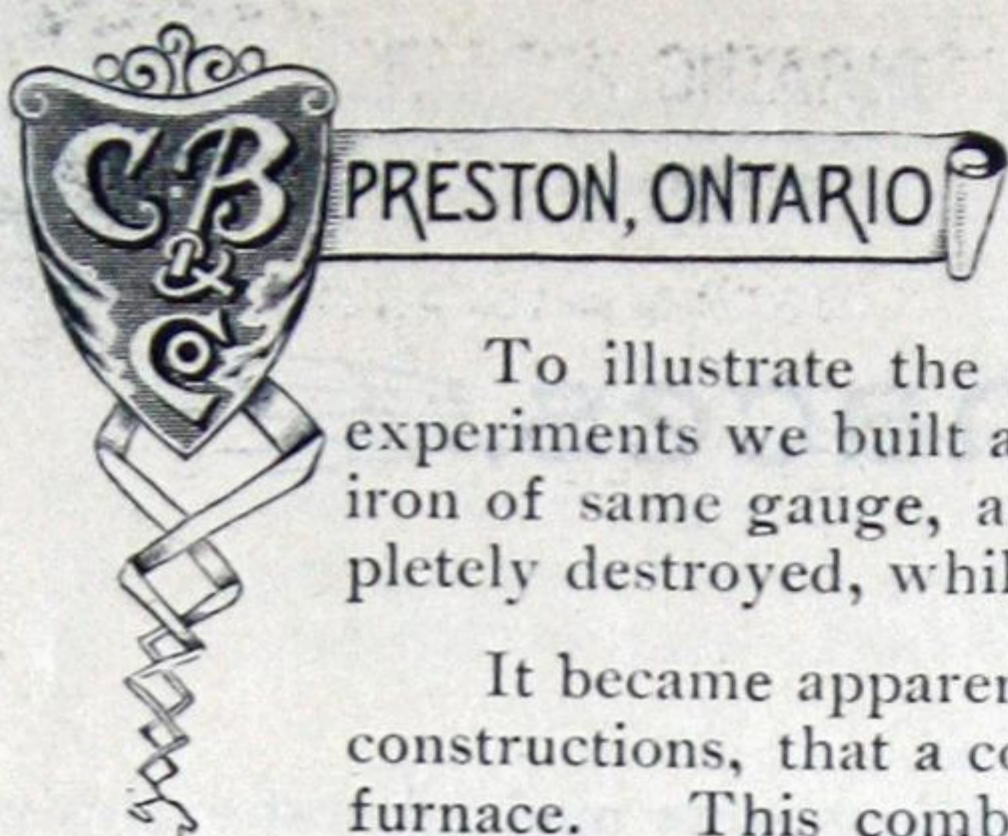 C. B
& Co
PRESTON, ONTARIO
To illustrate the
experiments we built a
iron of same gauge, a
pletely destroyed, whil
It became apparen
constructions, that a co
furnace. This comb